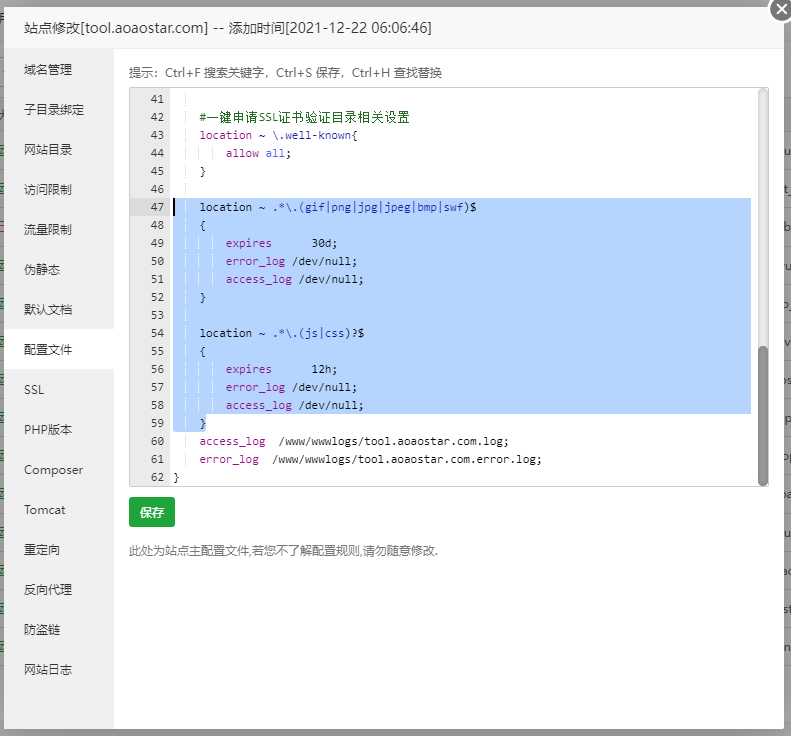 站点修改[tool.aoaostar.com] -- 添加时间[2021-12-22 06:06:46]
域名管理
子目录绑定
网站目录
访问限制
流量限制
伪静态
默认文档
配置文件
SSL
PHP版本
Composer
Tomcat
重定向
反向代理
防盗链
网站日志
提示：Ctrl+F 搜索关键字，Ctrl+S 保存，Ctrl+H 查找替换
41
42 #一键申请SSL证书验证目录相关设置
43 location ~ \.well-known{
44 allow all;
45 }
46
47 location ~ .*\.(gif|png|jpg|jpeg|bmp|swf)$
48 {
49 expires      30d;
50 error_log /dev/null;
51 access_log /dev/null;
52 }
53
54 location ~ .*\.(js|css)?$
55 {
56 expires      12h;
57 error_log /dev/null;
58 access_log /dev/null;
59 }
60 access_log  /www/wwwlogs/tool.aoaostar.com.log;
61 error_log  /www/wwwlogs/tool.aoaostar.com.error.log;
62 }
保存
此处为站点主配置文件,若您不了解配置规则,请勿随意修改.